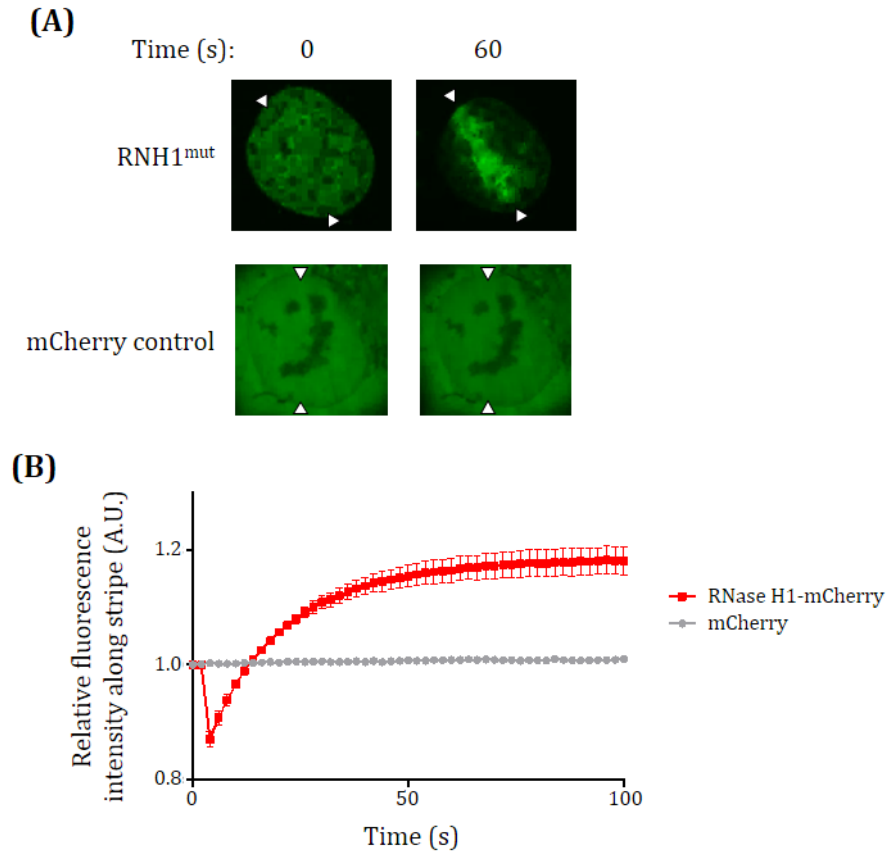 (A)
Time (s): 0 60
RNH1mut
mCherry control
(B)
Relative fluorescence
intensity along stripe (A.U.)
1.2
1.0
0.8
0 50 100
Time (s)
RNase H1-mCherry
mCherry